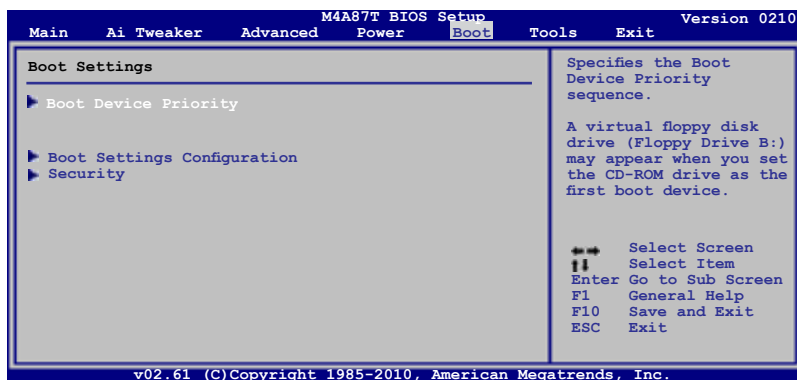 M4A87T BIOS Setup Version 0210
Main Ai Tweaker Advanced Power Boot Tools Exit
Boot Settings
Boot Device Priority
Boot Settings Configuration
Security
Specifies the Boot
Device Priority
sequence.
A virtual floppy disk
drive (Floppy Drive B:)
may appear when you set
the CD-ROM drive as the
first boot device.
Select Screen
Select Item
Enter Go to Sub Screen
F1 General Help
F10 Save and Exit
ESC Exit
v02.61 (C)Copyright 1985-2010, American Megatrends, Inc.